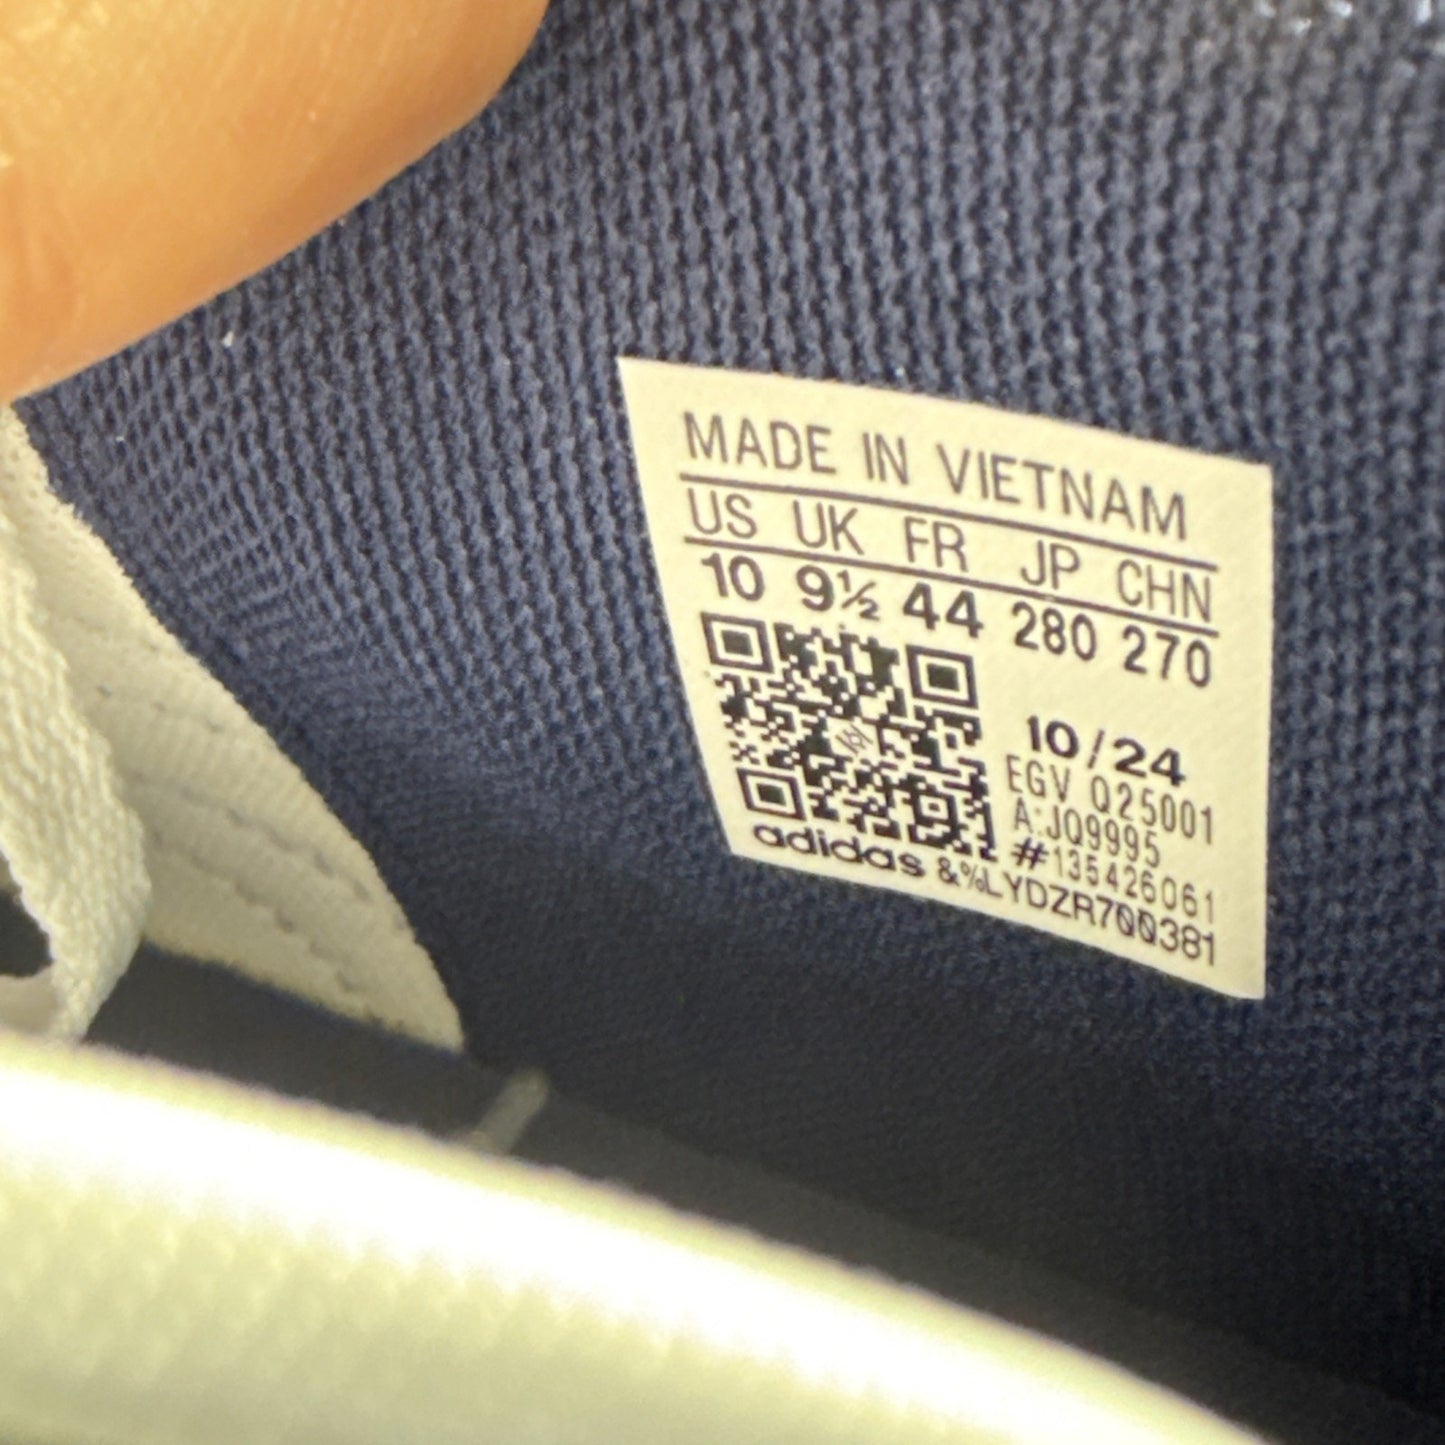 MADE IN VIETNAM
US UK FR JP CHN
10 9½ 44 280 270
10/24
EGV Q25001
A:JQ9995
#135426061
adidas &%LYDZR700381